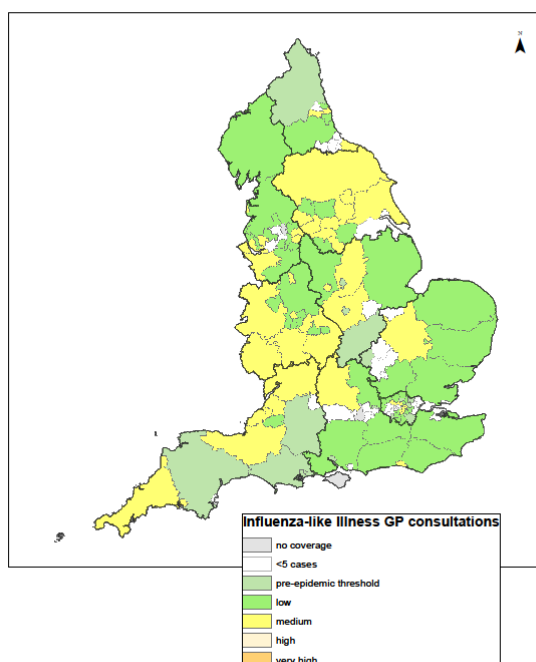 N
Influenza-like Illness GP consultations
no coverage
<5 cases
pre-epidemic threshold
low
medium
high
very high